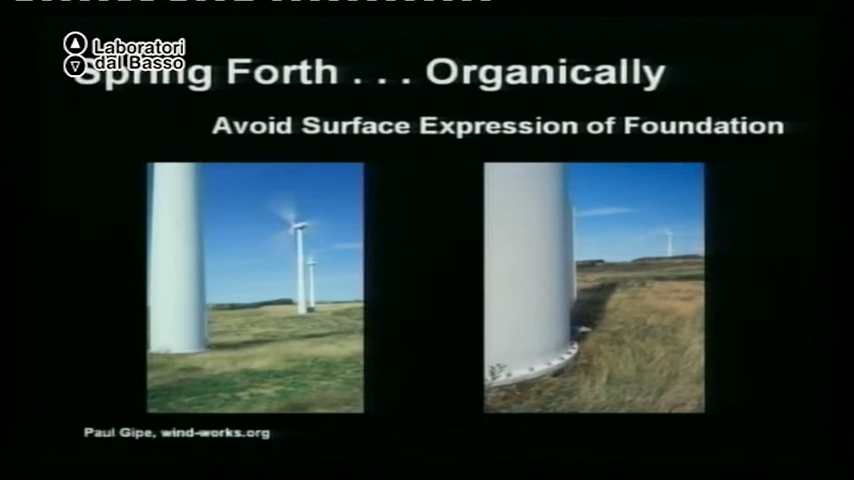 Laboratori
dal Basso
Spring Forth . . . Organically
Avoid Surface Expression of Foundation
Paul Gipe, wind-works.org